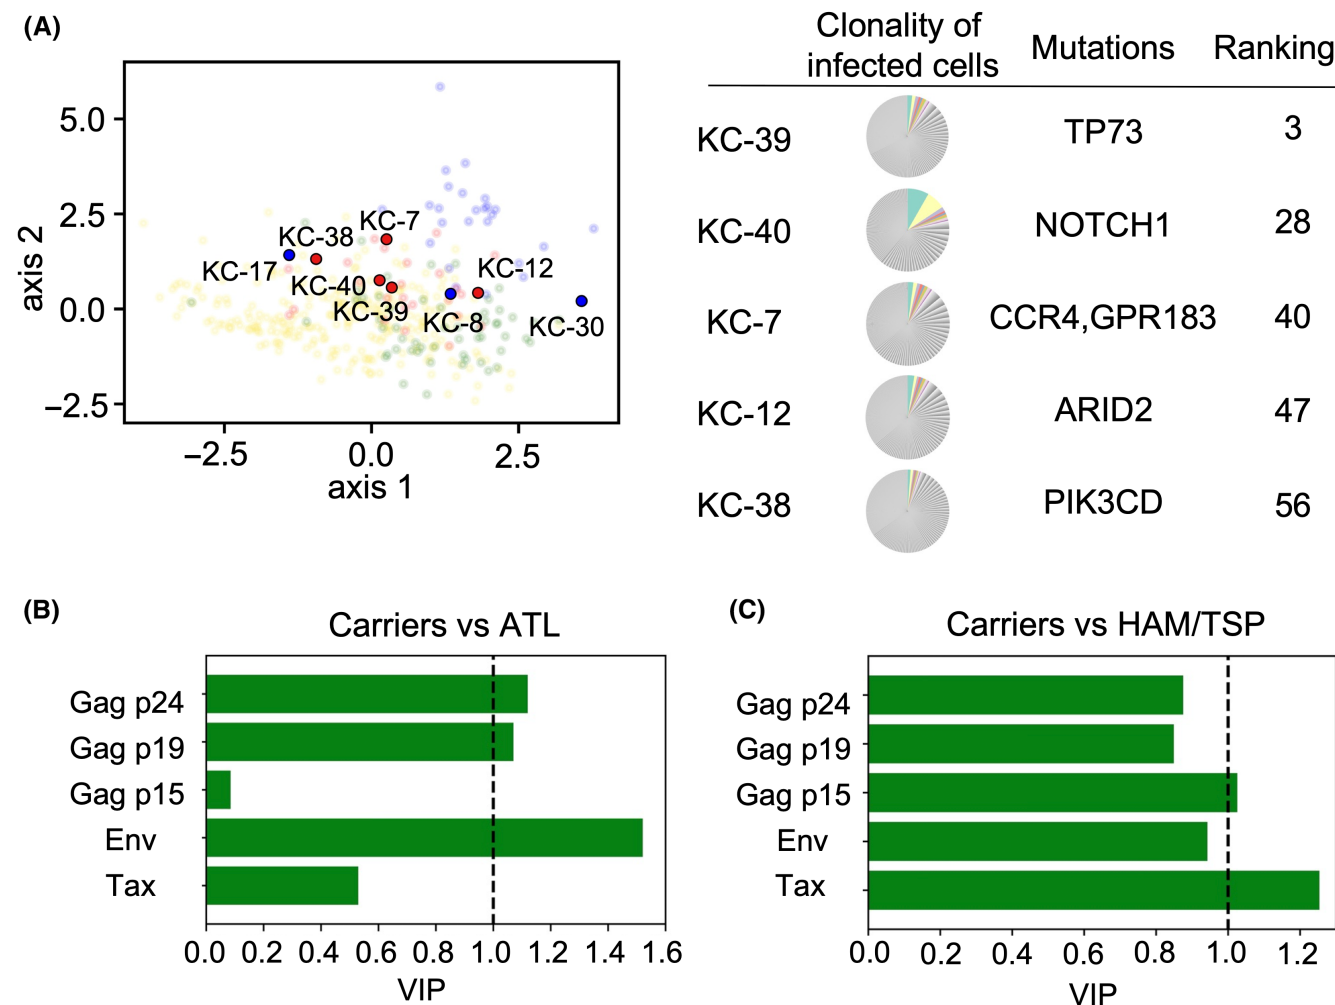 (A)
axis 2
5.0
2.5
0.0
−2.5
KC-7
KC-38
KC-17
KC-40
KC-39
KC-12
KC-8
KC-30
−2.5
0.0
2.5
axis 1
Clonality of
infected cells
Mutations
Ranking
KC-39
TP73
3
KC-40
NOTCH1
28
KC-7
CCR4,GPR183
40
KC-12
ARID2
47
KC-38
PIK3CD
56
(B)
Carriers vs ATL
Gag p24
Gag p19
Gag p15
Env
Tax
0.0 0.2 0.4 0.6 0.8 1.0 1.2 1.4 1.6
VIP
(C)
Carriers vs HAM/TSP
Gag p24
Gag p19
Gag p15
Env
Tax
0.0 0.2 0.4 0.6 0.8 1.0 1.2
VIP